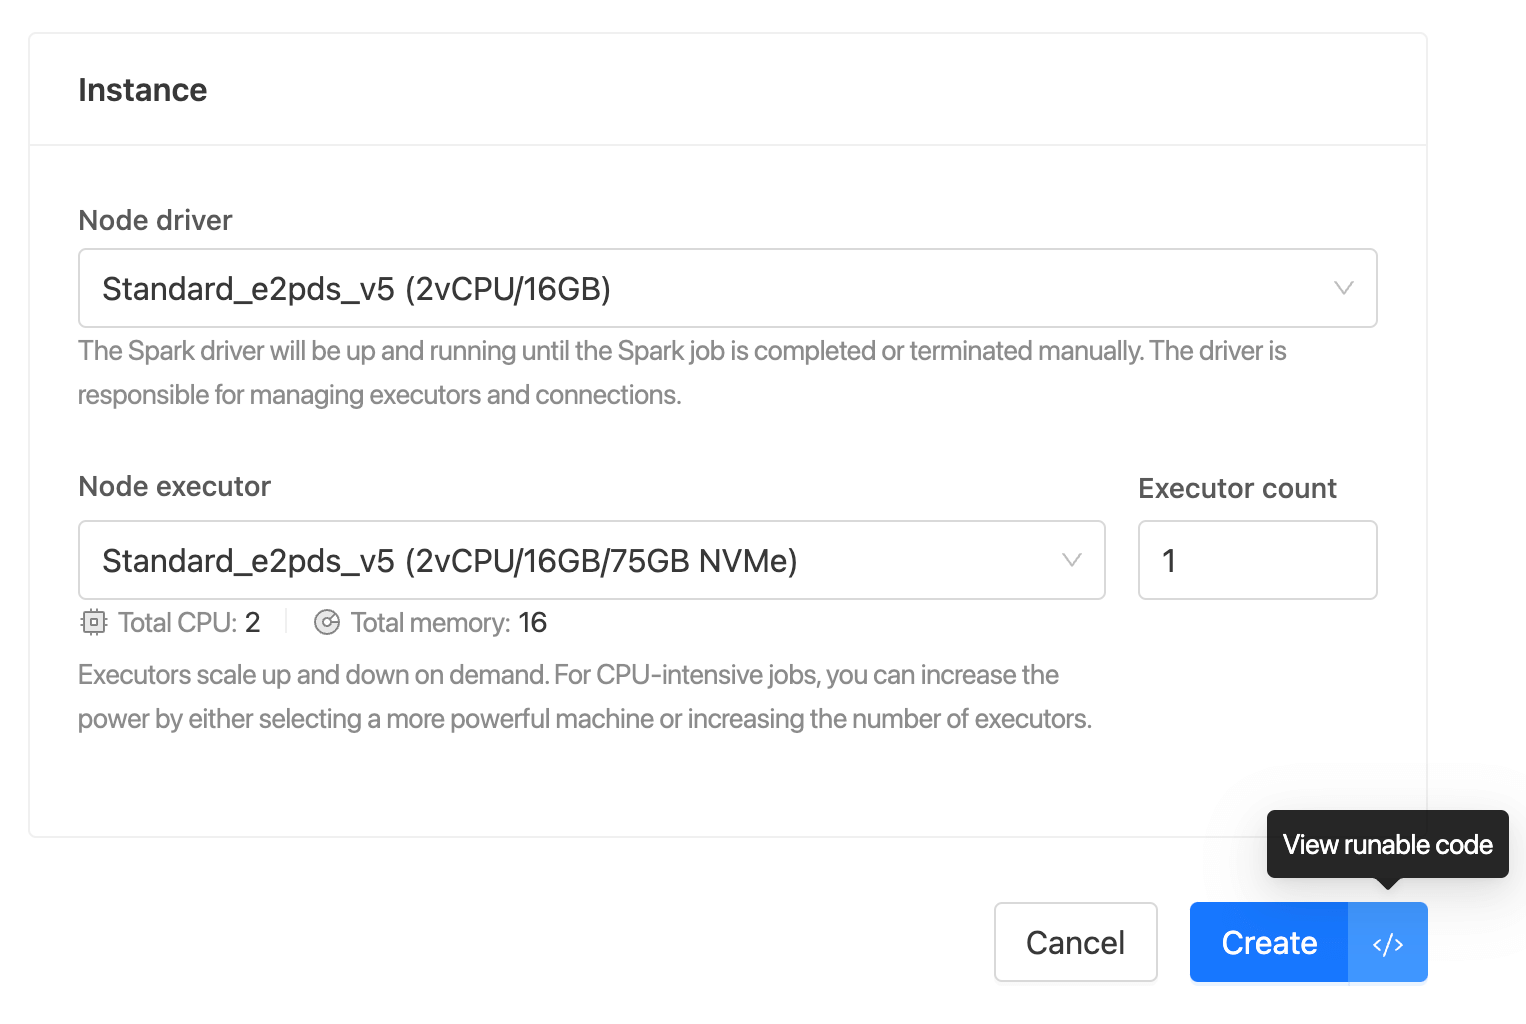 Instance
Node driver
Standard_e2pds_v5 (2vCPU/16GB)
The Spark driver will be up and running until the Spark job is completed or terminated manually. The driver is
responsible for managing executors and connections.
Node executor
Executor count
Standard_e2pds_v5 (2vCPU/16GB/75GB NVMe)
1
Total CPU: 2
Total memory: 16
Executors scale up and down on demand. For CPU-intensive jobs, you can increase the
power by either selecting a more powerful machine or increasing the number of executors.
View runable code
Cancel
Create
</>